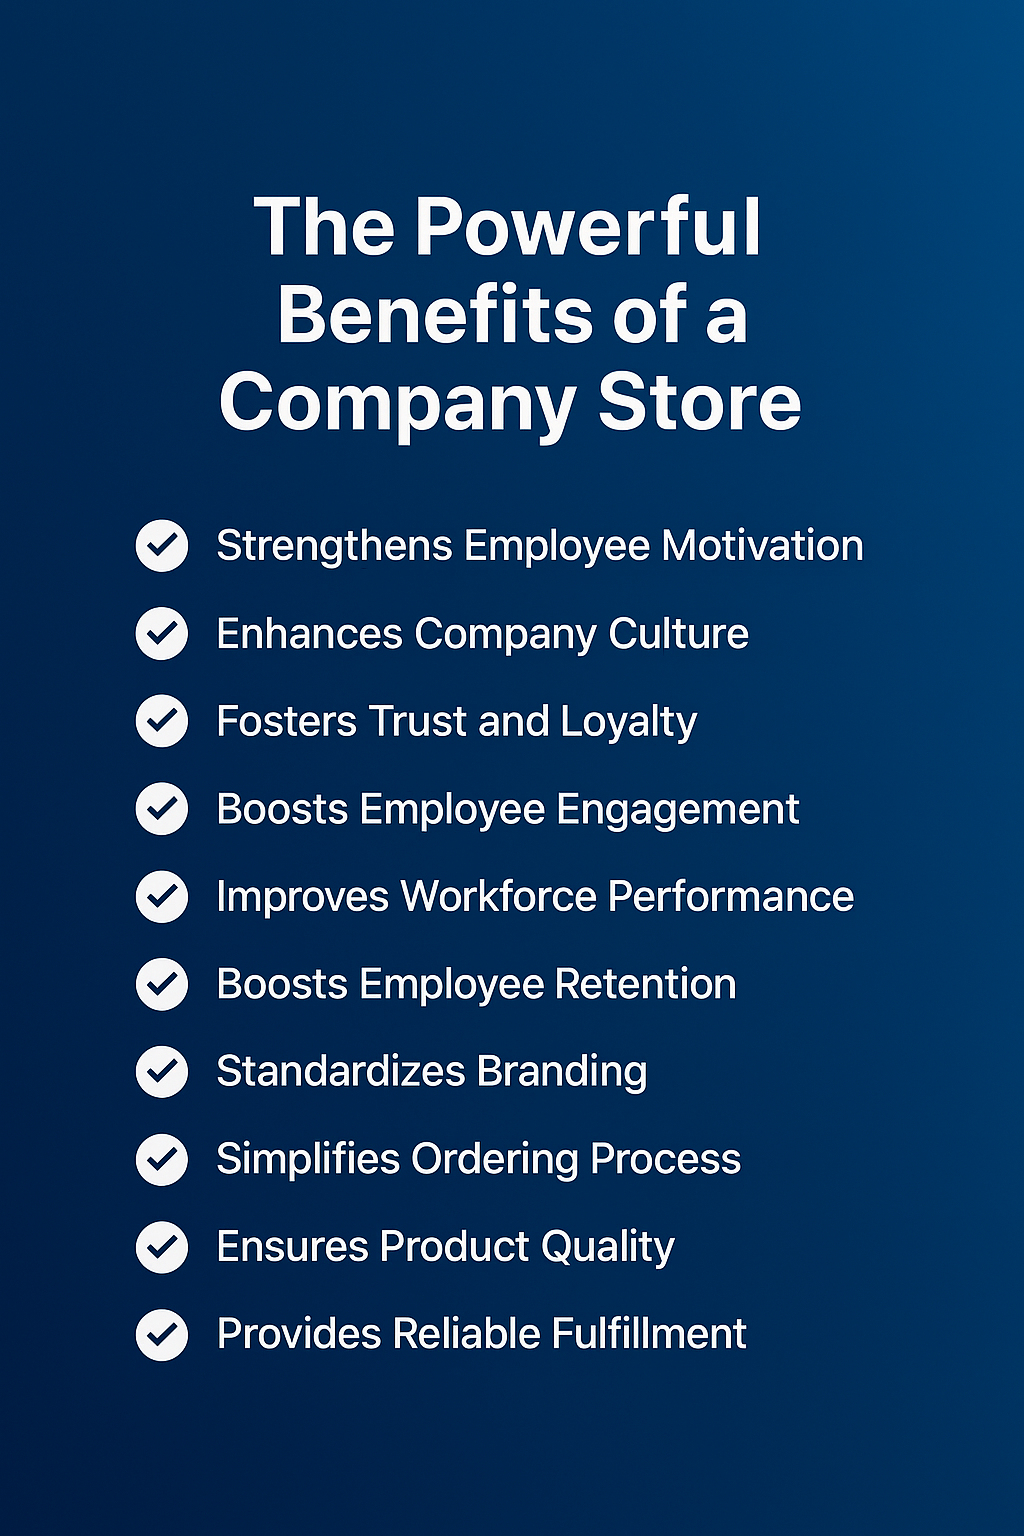 The Powerful
Benefits of a
Company Store
Strengthens Employee Motivation
Enhances Company Culture
Fosters Trust and Loyalty
Boosts Employee Engagement
Improves Workforce Performance
Boosts Employee Retention
Standardizes Branding
Simplifies Ordering Process
Ensures Product Quality
Provides Reliable Fulfillment